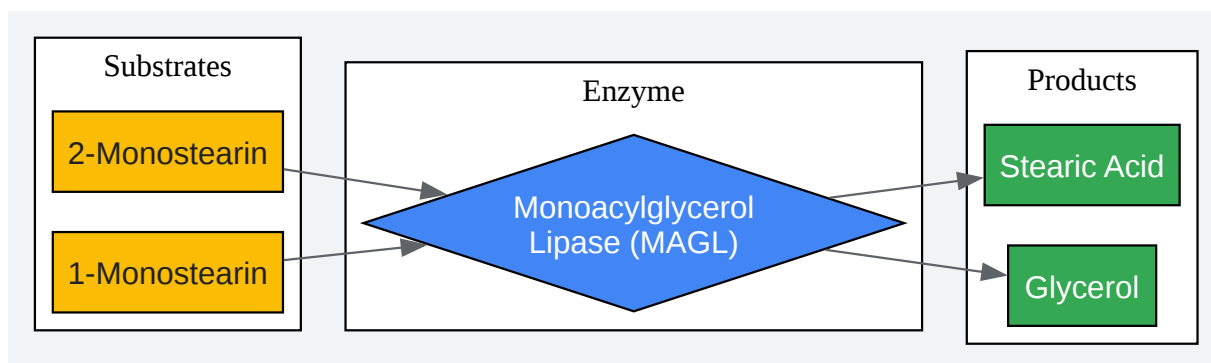 Substrates
2-Monostearin
1-Monostearin
Enzyme
Monoacylglycerol
Lipase (MAGL)
Products
Stearic Acid
Glycerol